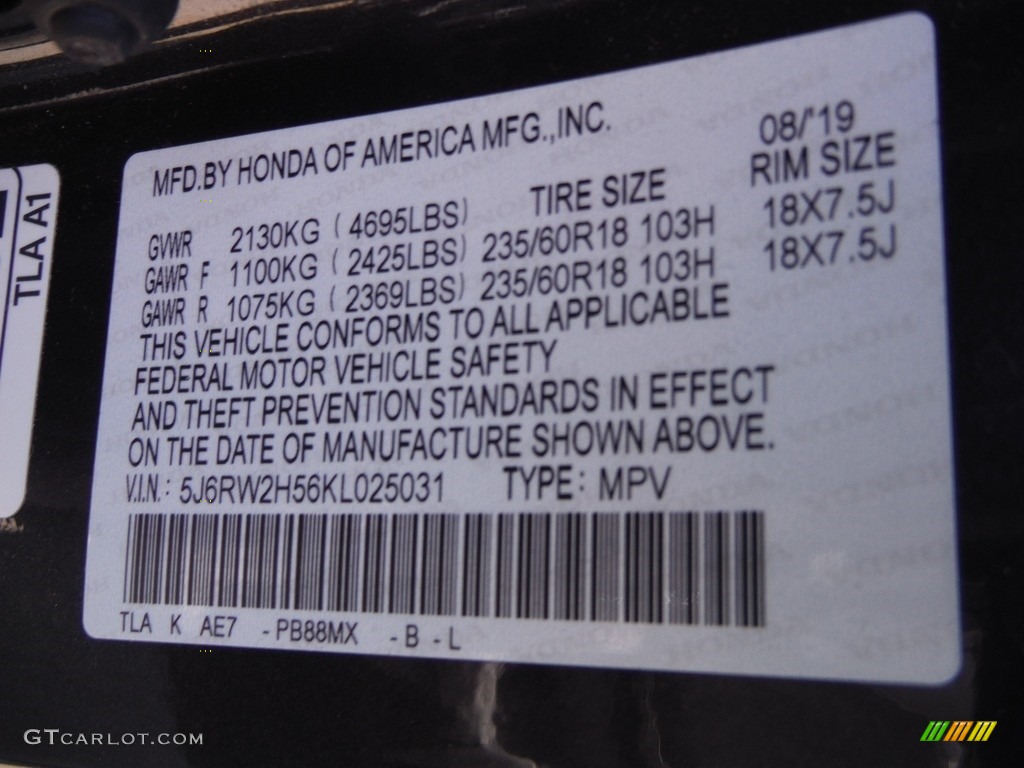 MFD.BY HONDA OF AMERICA MFG.,INC. 08/'19
TIRE SIZE RIM SIZE
GVWR 2130KG ( 4695LBS)
GAWR F 1100KG ( 2425LBS) 235/60R18 103H 18X7.5J
GAWR R 1075KG ( 2369LBS) 235/60R18 103H 18X7.5J
THIS VEHICLE CONFORMS TO ALL APPLICABLE
FEDERAL MOTOR VEHICLE SAFETY
AND THEFT PREVENTION STANDARDS IN EFFECT
ON THE DATE OF MANUFACTURE SHOWN ABOVE.
V.I.N.: 5J6RW2H56KL025031 TYPE: MPV
TLA K AE7 -PB88MX -B-L
TLA A1
GTCARLOT.COM